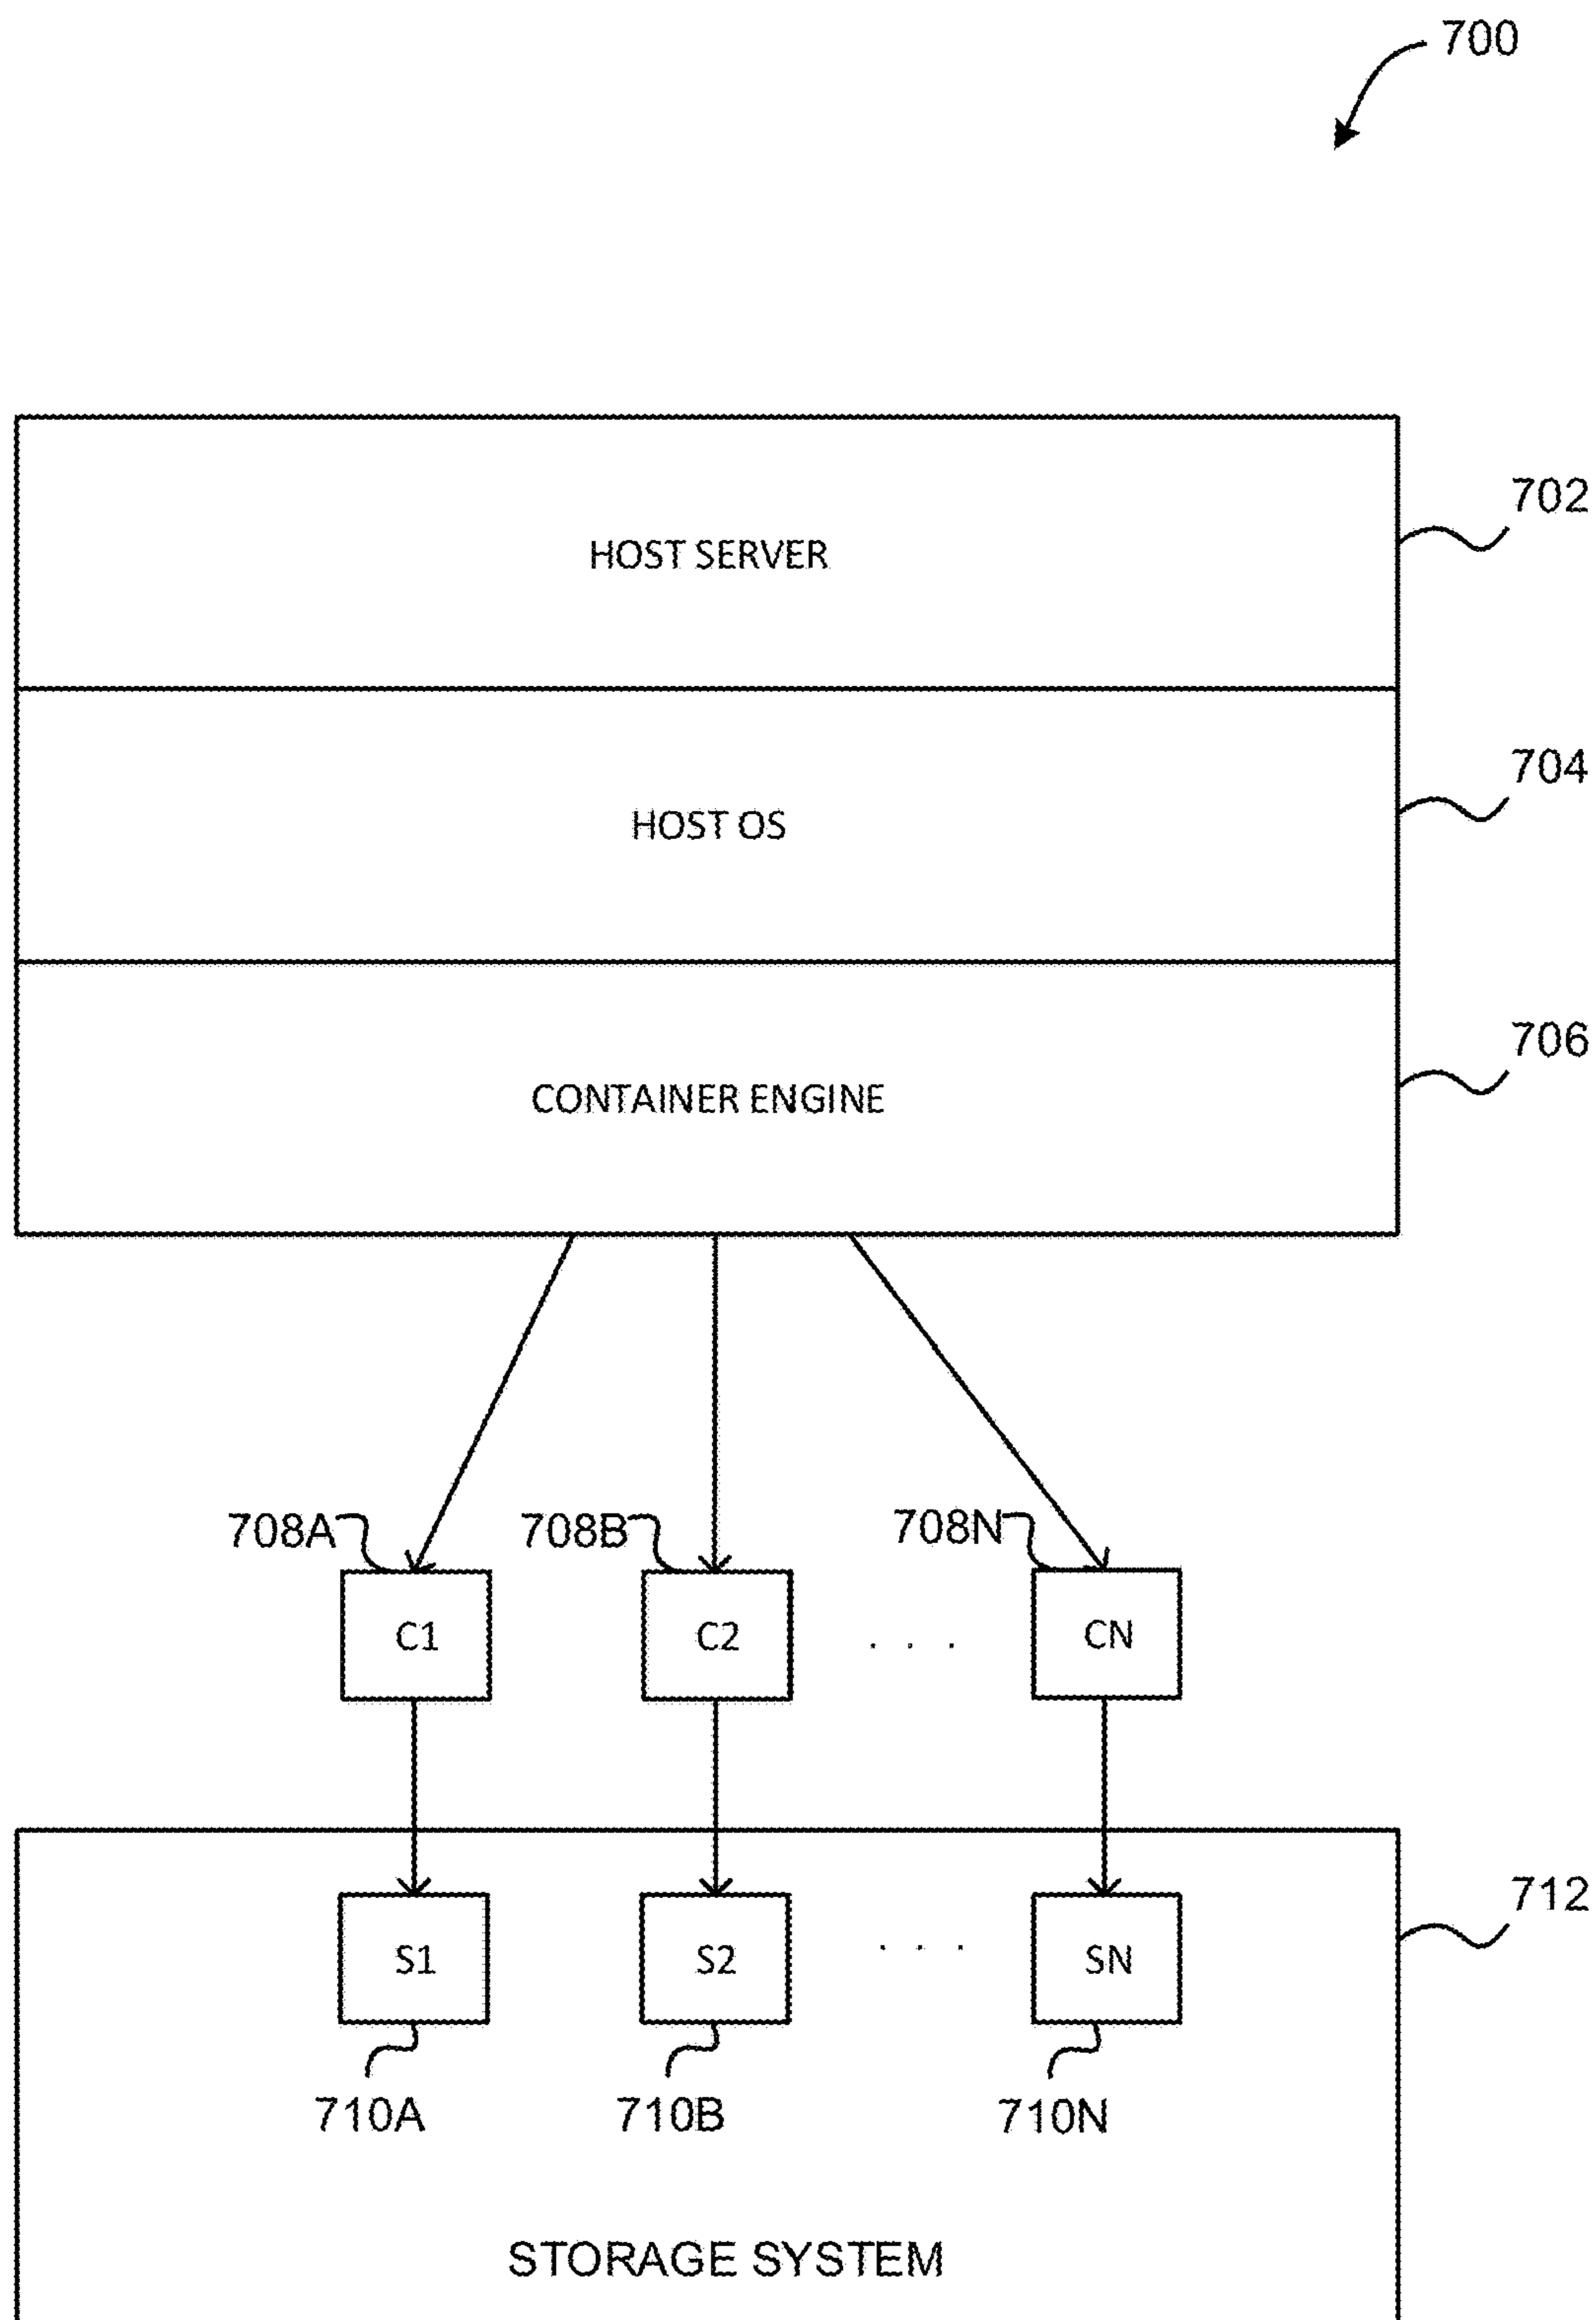 700
HOST SERVER
702
HOST OS
704
CONTAINER ENGINE
706
708A
708B
708N
C1
C2
. . .
CN
712
S1
S2
. . .
SN
710A
710B
710N
STORAGE SYSTEM